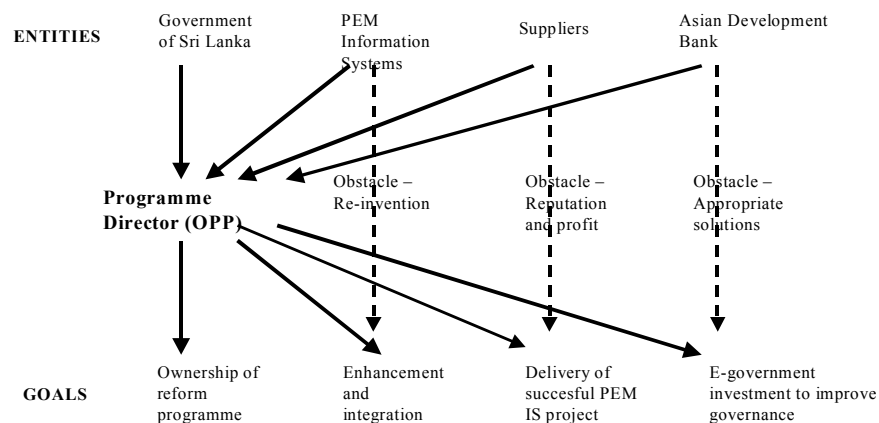 ENTITIES
Government
of Sri Lanka
PEM
Information
Systems
Suppliers
Asian Development
Bank
Programme
Director (OPP)
Obstacle –
Re-invention
Obstacle –
Reputation
and profit
Obstacle –
Appropriate
solutions
GOALS
Ownership of
reform
programme
Enhancement
and
integration
Delivery of
succesful PEM
IS project
E-government
investment to improve
governance